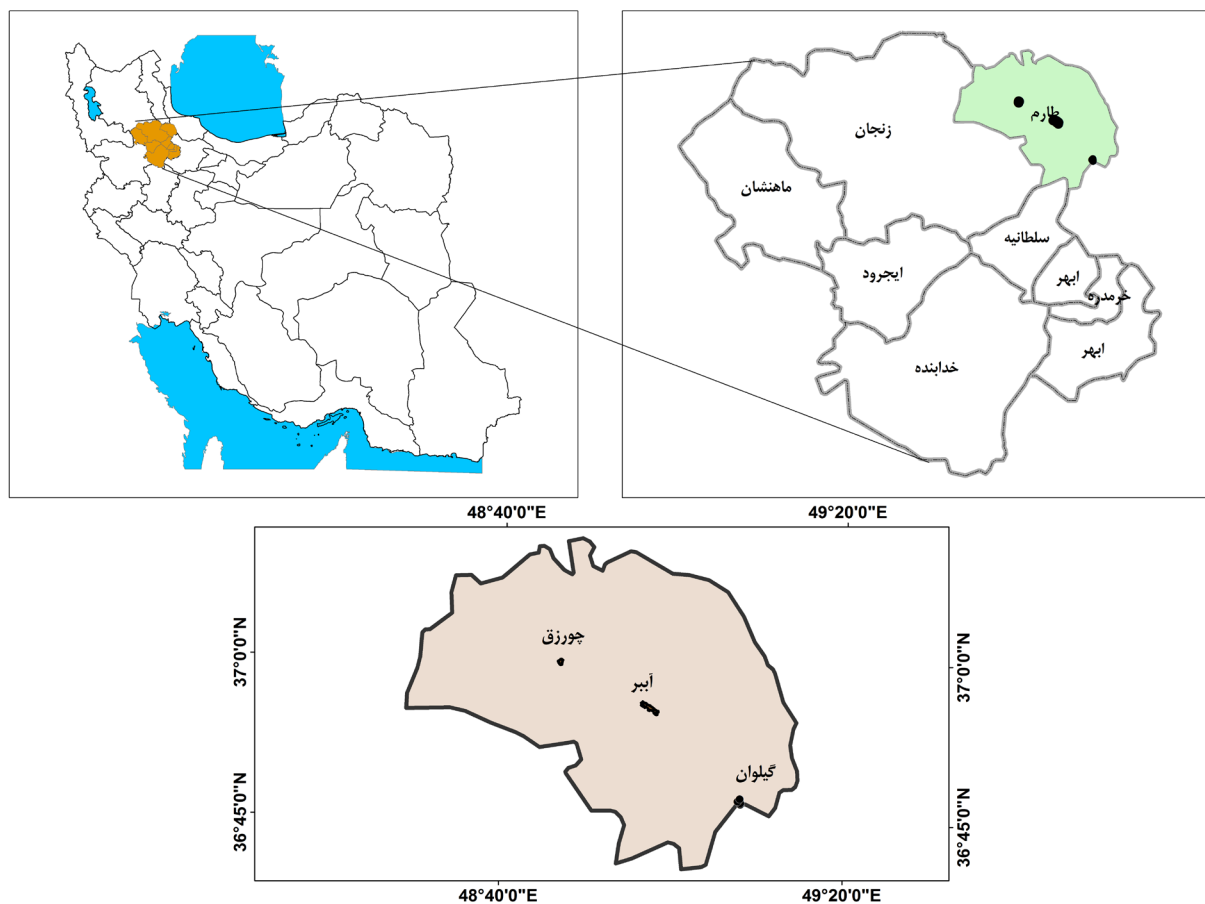 طارم
زنجان
ماهنشان
سلطانیه
ابهر
ایجرود
خرمدره
ابهر
خدابنده
48°40'0"E
49°20'0"E
چورزق
37°0'0"N
37°0'0"N
آببر
گیلوان
36°45'0"N
36°45'0"N
48°40'0"E
49°20'0"E